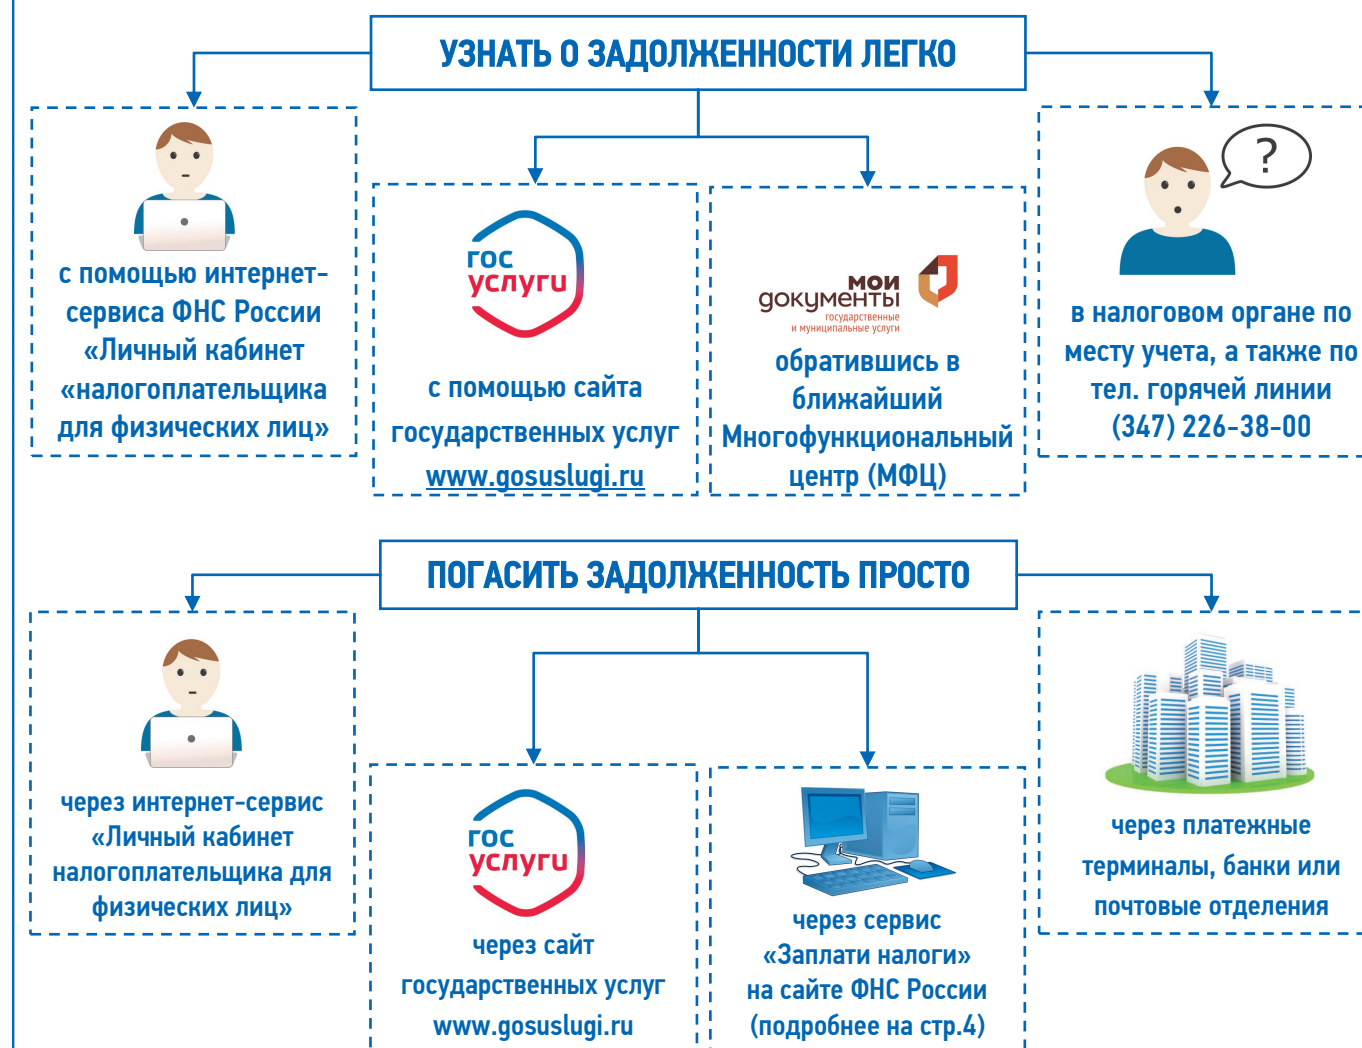 УЗНАТЬ О ЗАДОЛЖЕННОСТИ ЛЕГКО
с помощью интернет-
сервиса ФНС России
«Личный кабинет
«налогоплательщика
для физических лиц»
гос
услуги
с помощью сайта
государственных услуг
www.gosuslugi.ru
мои
документы
государственные
и муниципальные услуги
обратившись в
ближайший
Многофункциональный
центр (МФЦ)
?
в налоговом органе по
месту учета, а также по
тел. горячей линии
(347) 226-38-00
ПОГАСИТЬ ЗАДОЛЖЕННОСТЬ ПРОСТО
через интернет-сервис
«Личный кабинет
налогоплательщика для
физических лиц»
гос
услуги
через сайт
государственных услуг
www.gosuslugi.ru
через сервис
«Заплати налоги»
на сайте ФНС России
(подробнее на стр.4)
через платежные
терминалы, банки или
почтовые отделения